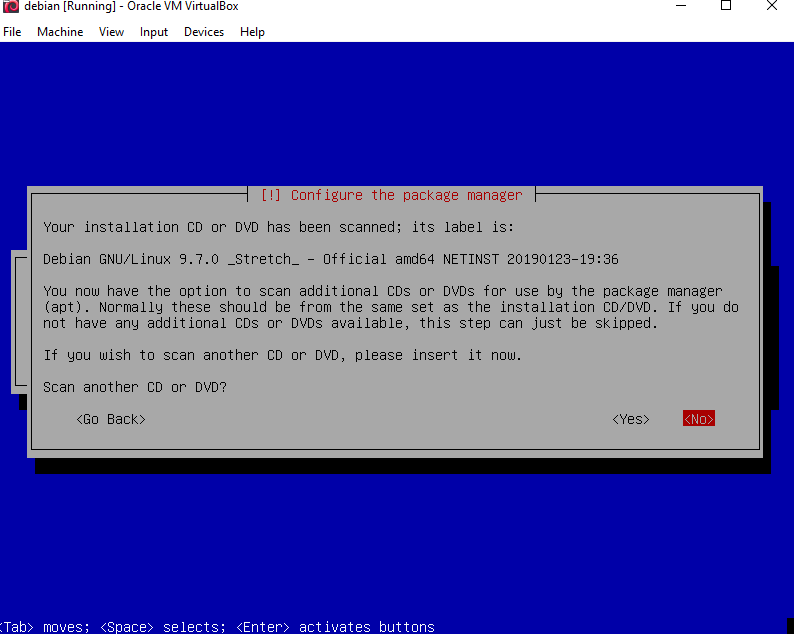 debian [Running] - Oracle VM VirtualBox
File Machine View Input Devices Help
[!] Configure the package manager
Your installation CD or DVD has been scanned; its label is:
Debian GNU/Linux 9.7.0 _Stretch_ - Official amd64 NETINST 20190123-19:36
You now have the option to scan additional CDs or DVDs for use by the package manager
(apt). Normally these should be from the same set as the installation CD/DVD. If you do
not have any additional CDs or DVDs available, this step can just be skipped.
If you wish to scan another CD or DVD, please insert it now.
Scan another CD or DVD?
<Go Back> <Yes> <No>
<Tab> moves; <Space> selects; <Enter> activates buttons